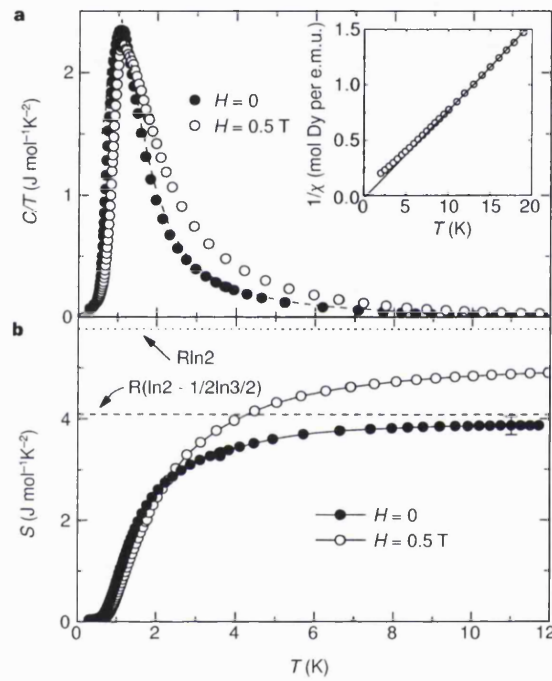 a
C/T (J mol⁻¹K⁻²)
2
1
0
H = 0
H = 0.5 T
1/χ (mol Dy per e.m.u.)
1.5
1.0
0.5
0.0
0 5 10 15 20
T (K)
b
Rln2
R(ln2 - 1/2ln3/2)
S (J mol⁻¹K⁻²)
4
2
0
H = 0
H = 0.5 T
0 2 4 6 8 10 12
T (K)